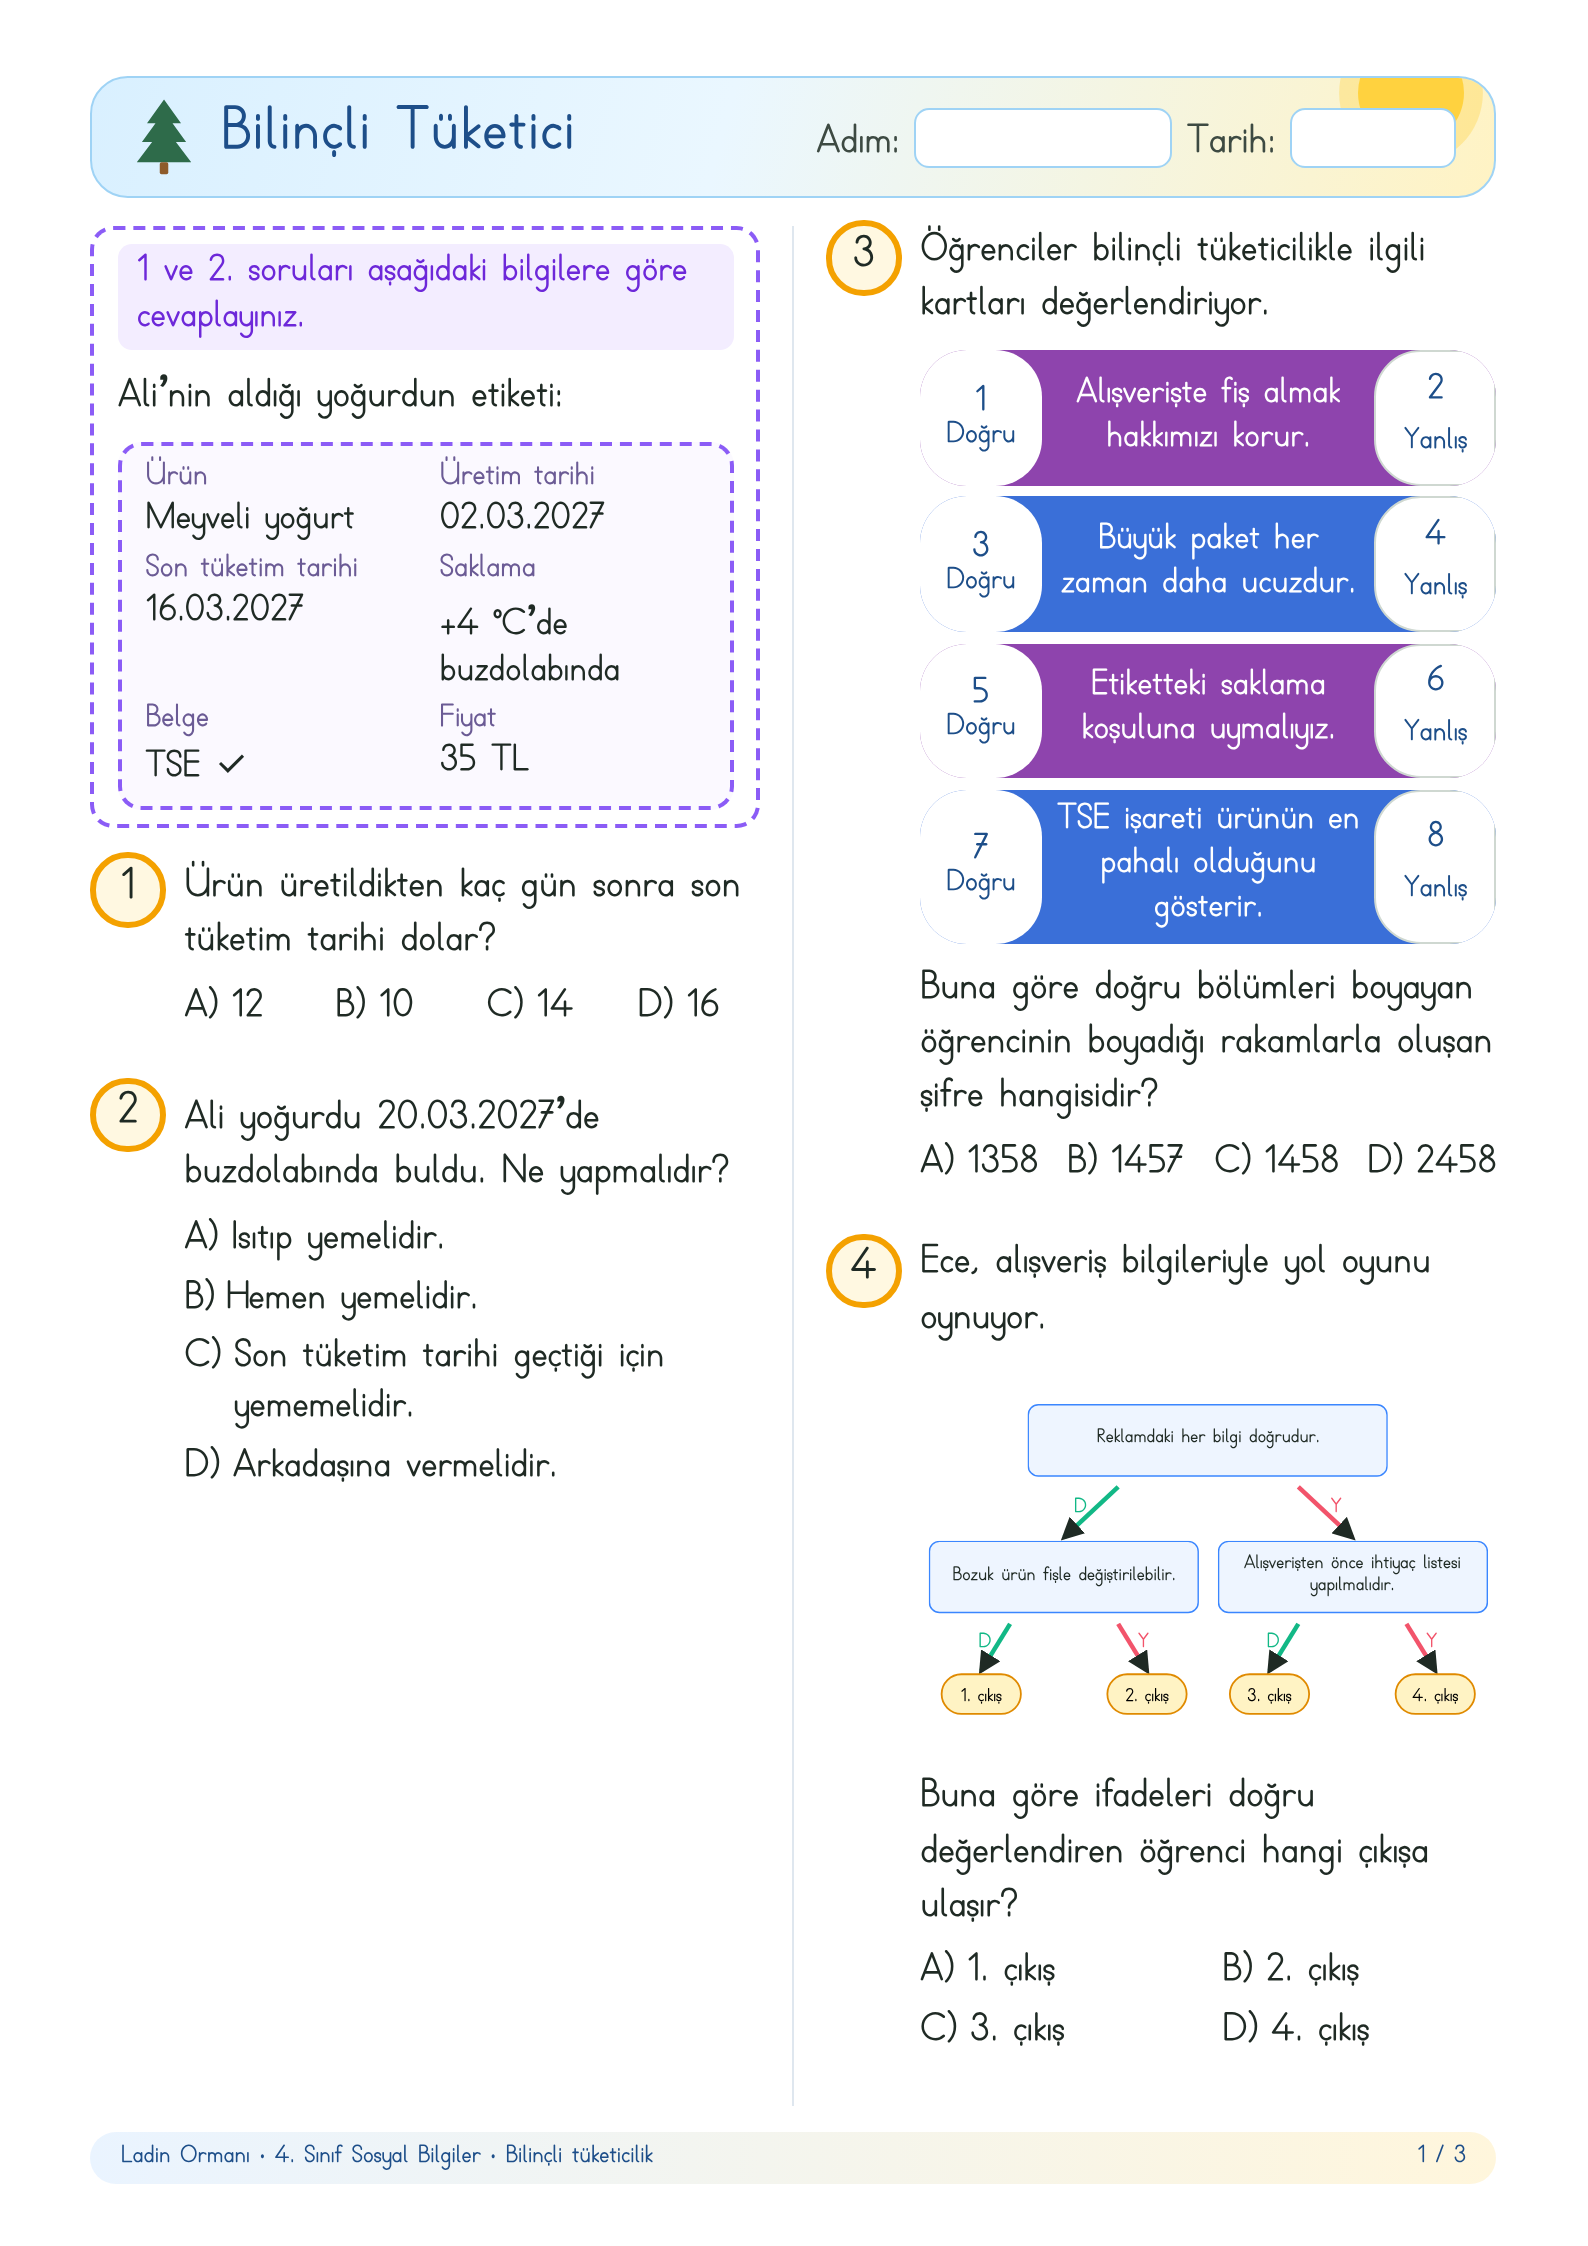 Bilinçli Tüketici
Adım:
Tarih:
1 ve 2. soruları aşağıdaki bilgilere göre
cevaplayınız.
Ali’nin aldığı yoğurdun etiketi:
Ürün
Meyveli yoğurt
Üretim tarihi
02.03.2027
Son tüketim tarihi
16.03.2027
Saklama
+4 °C’de
buzdolabında
Belge
TSE ✓
Fiyat
35 TL
1
Ürün üretildikten kaç gün sonra son
tüketim tarihi dolar?
A) 12 B) 10 C) 14 D) 16
2
Ali yoğurdu 20.03.2027’de
buzdolabında buldu. Ne yapmalıdır?
A) Isıtıp yemelidir.
B) Hemen yemelidir.
C) Son tüketim tarihi geçtiği için
yememelidir.
D) Arkadaşına vermelidir.
3
Öğrenciler bilinçli tüketicilikle ilgili
kartları değerlendiriyor.
1
Doğru
Alışverişte fiş almak
hakkımızı korur.
2
Yanlış
3
Doğru
Büyük paket her
zaman daha ucuzdur.
4
Yanlış
5
Doğru
Etiketteki saklama
koşuluna uymalıyız.
6
Yanlış
7
Doğru
TSE işareti ürünün en
pahalı olduğunu
gösterir.
8
Yanlış
Buna göre doğru bölümleri boyayan
öğrencinin boyadığı rakamlarla oluşan
şifre hangisidir?
A) 1358 B) 1457 C) 1458 D) 2458
4
Ece, alışveriş bilgileriyle yol oyunu
oynuyor.
Reklamdaki her bilgi doğrudur.
D
Y
Bozuk ürün fişle değiştirilebilir.
Alışverişten önce ihtiyaç listesi
yapılmalıdır.
D
Y
D
Y
1. çıkış
2. çıkış
3. çıkış
4. çıkış
Buna göre ifadeleri doğru
değerlendiren öğrenci hangi çıkışa
ulaşır?
A) 1. çıkış B) 2. çıkış
C) 3. çıkış D) 4. çıkış
Ladin Ormanı • 4. Sınıf Sosyal Bilgiler • Bilinçli tüketicilik
1 / 3